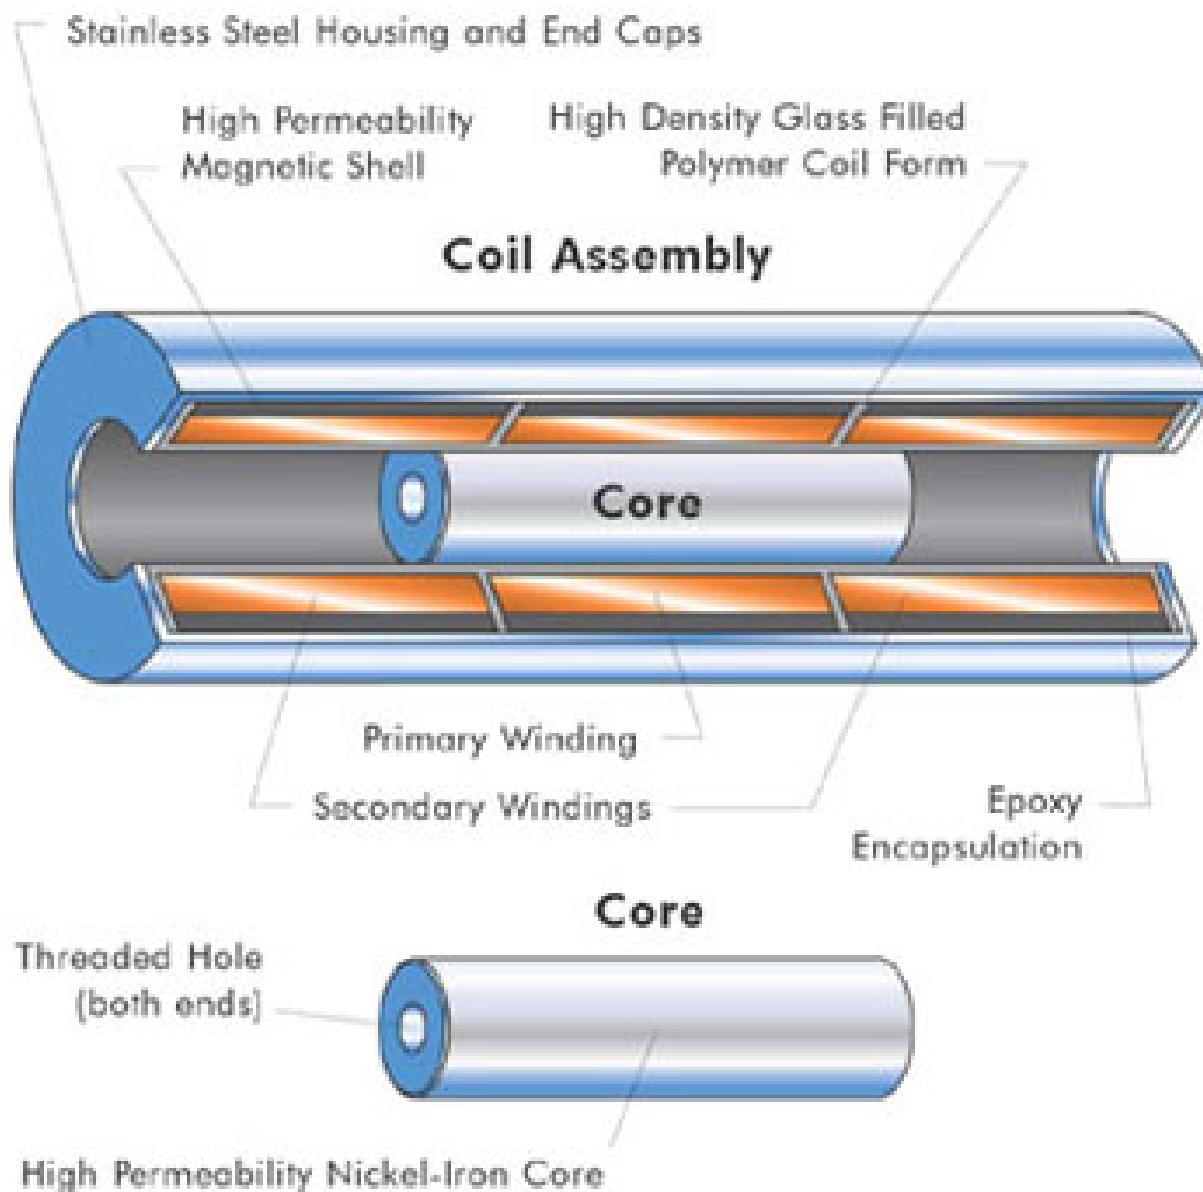 Stainless Steel Housing and End Caps
High Permeability
Magnetic Shell
High Density Glass Filled
Polymer Coil Form
Coil Assembly
Core
Primary Winding
Secondary Windings
Epoxy
Encapsulation
Core
Threaded Hole
(both ends)
High Permeability Nickel-Iron Core